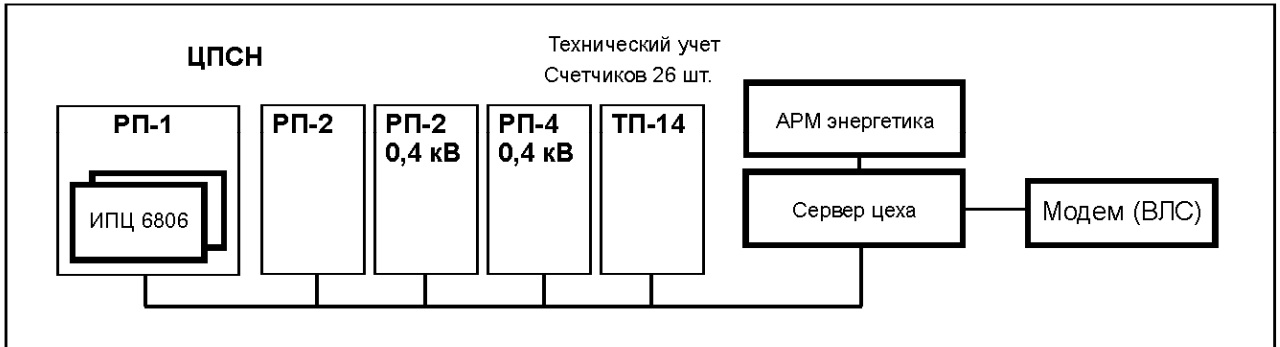 ЦПСН
Технический учет
Счетчиков 26 шт.
РП-1
РП-2
РП-2
0,4 кВ
РП-4
0,4 кВ
ТП-14
АРМ энергетика
ИПЦ 6806
Сервер цеха
Модем (ВЛС)